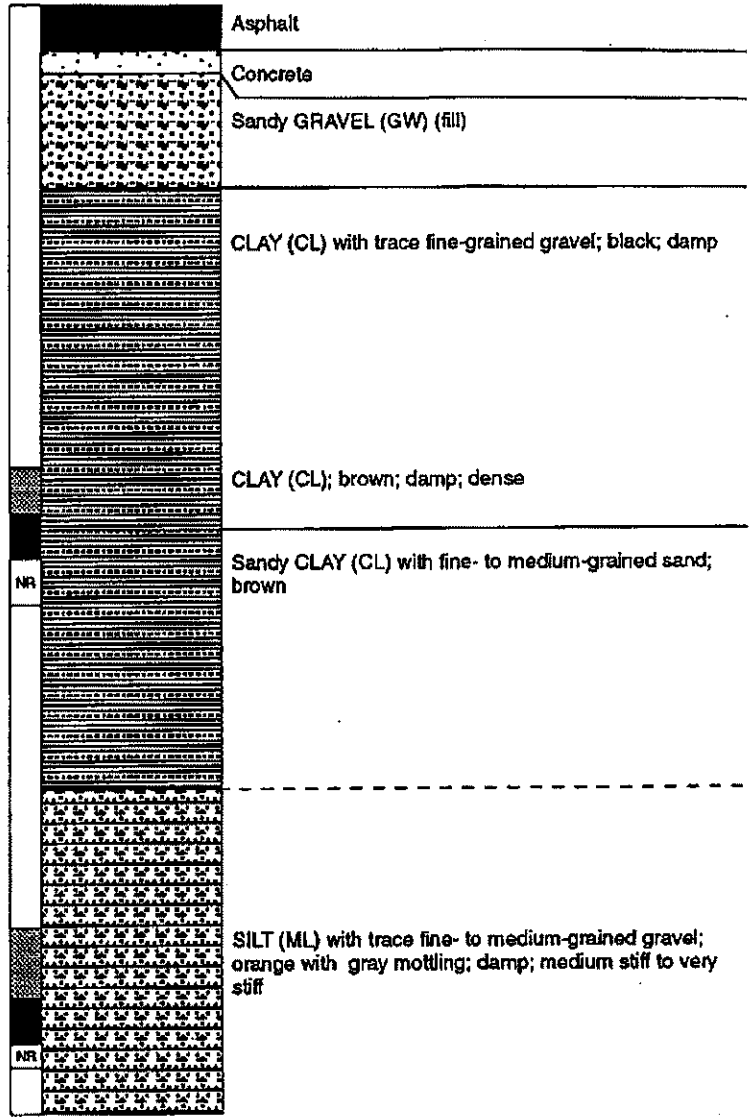 Asphalt
Concrete
Sandy GRAVEL (GW) (fill)
CLAY (CL) with trace fine-grained gravel; black; damp
CLAY (CL); brown; damp; dense
Sandy CLAY (CL) with fine- to medium-grained sand;
brown
NR
SILT (ML) with trace fine- to medium-grained gravel;
orange with gray mottling; damp; medium stiff to very
stiff
NR